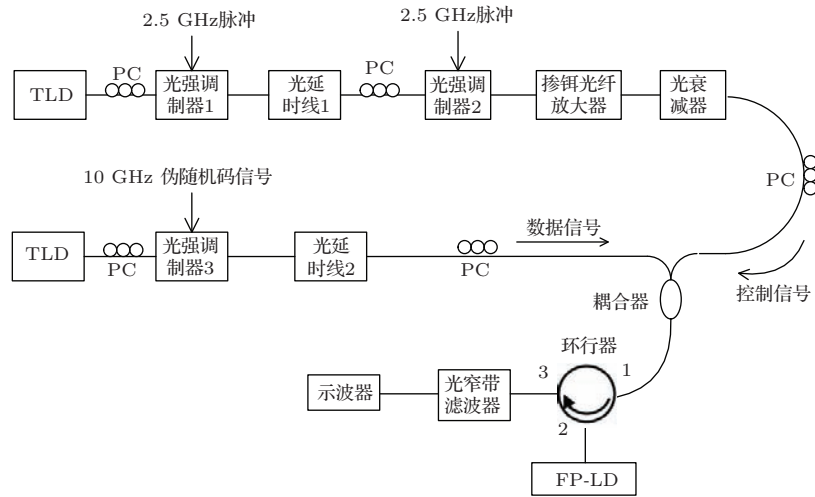 2.5 GHz脉冲
2.5 GHz脉冲
TLD
PC
光强调
制器1
光延
时线1
PC
光强调
制器2
掺铒光纤
放大器
光衰
减器
PC
10 GHz 伪随机码信号
TLD
PC
光强调
制器3
光延
时线2
PC
数据信号
控制信号
耦合器
环行器
1
2
3
示波器
光窄带
滤波器
FP-LD